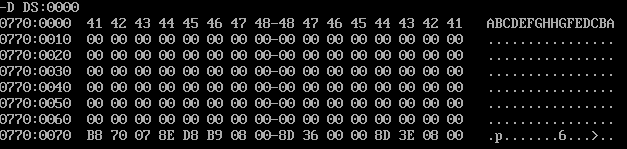 -D DS:0000
0770:0000 41 42 43 44 45 46 47 48-48 47 46 45 44 43 42 41 ABCDEFGHHGFEDCBA
0770:0010 00 00 00 00 00 00 00 00-00 00 00 00 00 00 00 00 ................
0770:0020 00 00 00 00 00 00 00 00-00 00 00 00 00 00 00 00 ................
0770:0030 00 00 00 00 00 00 00 00-00 00 00 00 00 00 00 00 ................
0770:0040 00 00 00 00 00 00 00 00-00 00 00 00 00 00 00 00 ................
0770:0050 00 00 00 00 00 00 00 00-00 00 00 00 00 00 00 00 ................
0770:0060 00 00 00 00 00 00 00 00-00 00 00 00 00 00 00 00 ................
0770:0070 B8 70 07 8E D8 B9 08 00-8D 36 00 00 8D 3E 08 00 .p.......6...>..